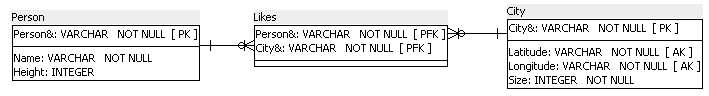 Person
Person&: VARCHAR NOT NULL [ PK ]
Name: VARCHAR NOT NULL
Height: INTEGER
Likes
Person&: VARCHAR NOT NULL [ PFK ]
City&: VARCHAR NOT NULL [ PFK ]
City
City&: VARCHAR NOT NULL [ PK ]
Latitude: VARCHAR NOT NULL [ AK ]
Longitude: VARCHAR NOT NULL [ AK ]
Size: INTEGER NOT NULL